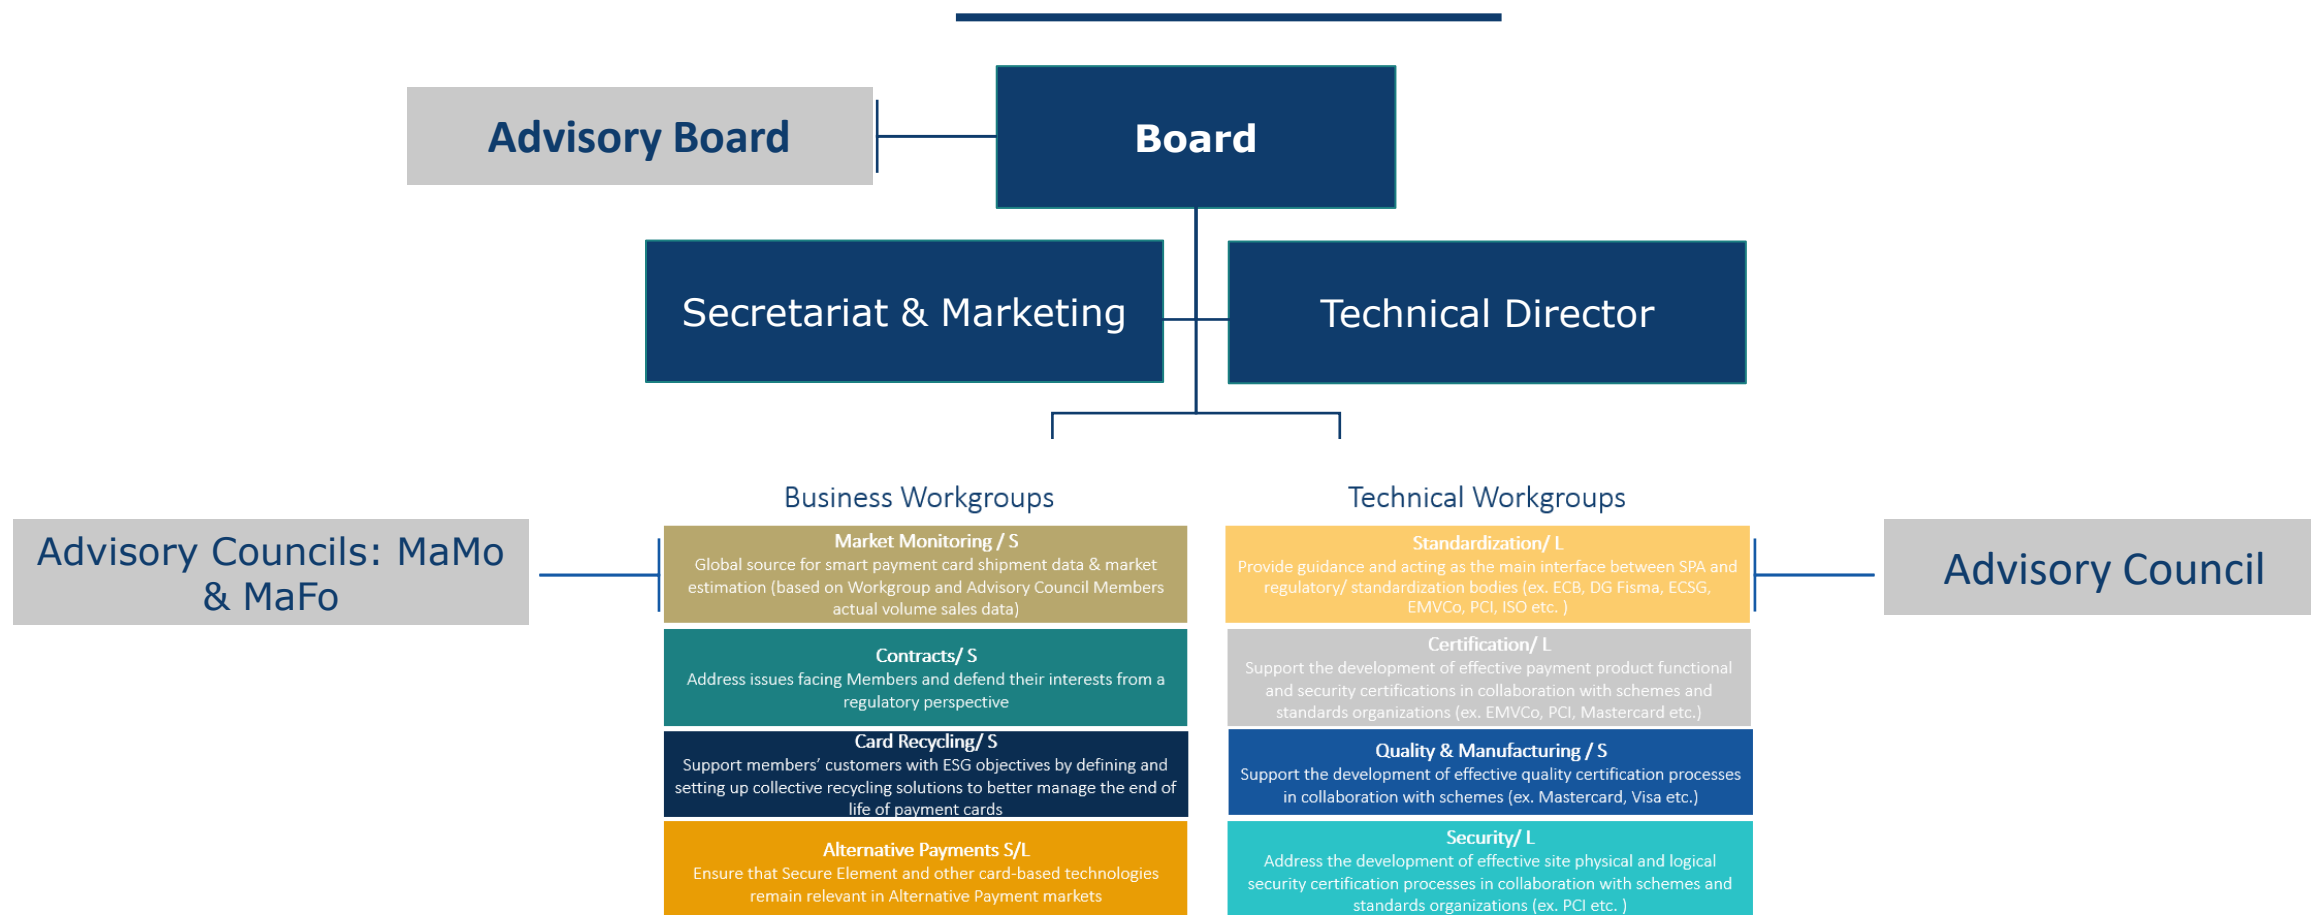 Advisory Board
Board
Secretariat & Marketing
Technical Director
Business Workgroups
Technical Workgroups
Advisory Councils: MaMo
& MaFo
Market Monitoring / S
Global source for smart payment card shipment data & market
estimation (based on Workgroup and Advisory Council Members
actual volume sales data)
Contracts/ S
Address issues facing Members and defend their interests from a
regulatory perspective
Card Recycling/ S
Support members’ customers with ESG objectives by defining and
setting up collective recycling solutions to better manage the end of
life of payment cards
Alternative Payments S/L
Ensure that Secure Element and other card-based technologies
remain relevant in Alternative Payment markets
Standardization/ L
Provide guidance and acting as the main interface between SPA and
regulatory/ standardization bodies (ex. ECB, DG Fisma, ECSG,
EMVCo, PCI, ISO etc. )
Certification/ L
Support the development of effective payment product functional
and security certifications in collaboration with schemes and
standards organizations (ex. EMVCo, PCI, Mastercard etc.)
Quality & Manufacturing / S
Support the development of effective quality certification processes
in collaboration with schemes (ex. Mastercard, Visa etc.)
Security/ L
Address the development of effective site physical and logical
security certification processes in collaboration with schemes and
standards organizations (ex. PCI etc. )
Advisory Council